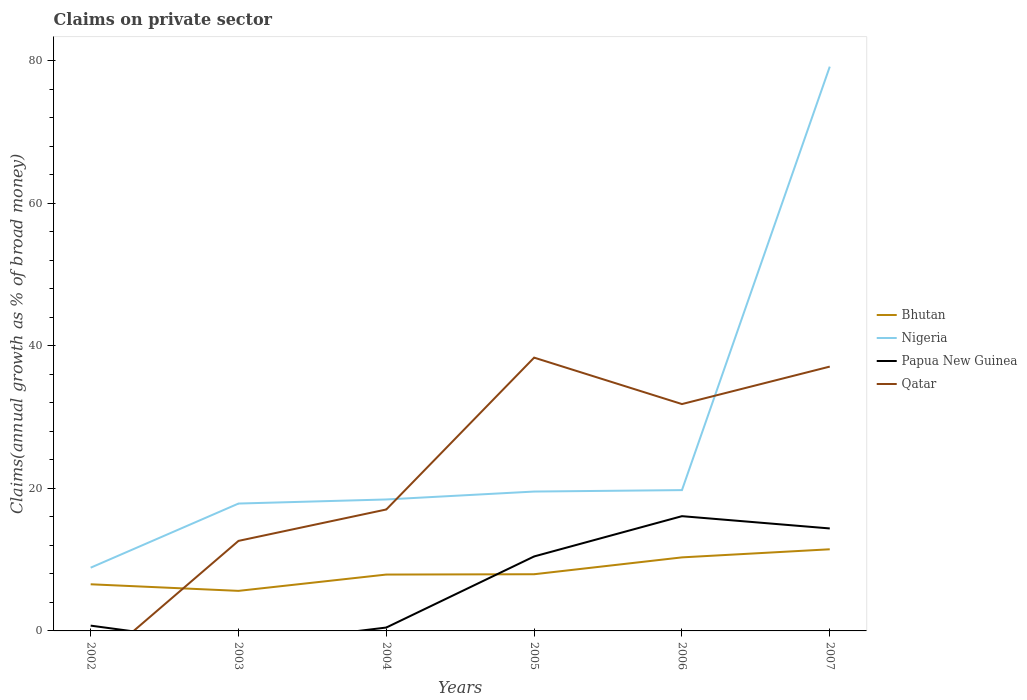 Claims on private sector
Claims(annual growth as % of broad money)
80
60
40
20
0
2002
2003
2004
2005
2006
2007
Years
Bhutan
Nigeria
Papua New Guinea
Qatar